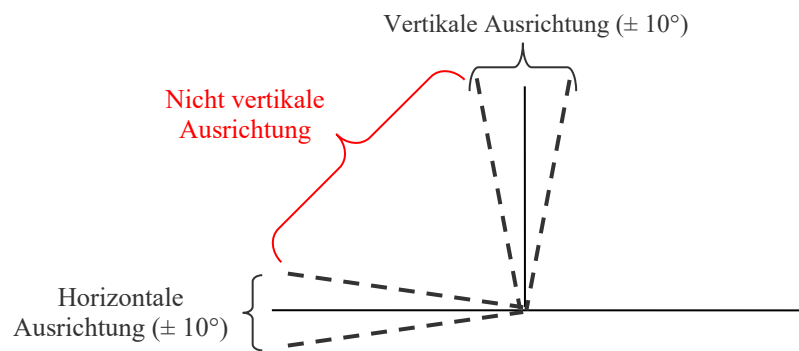 Vertikale Ausrichtung (± 10°)
Nicht vertikale
Ausrichtung
Horizontale
Ausrichtung (± 10°)